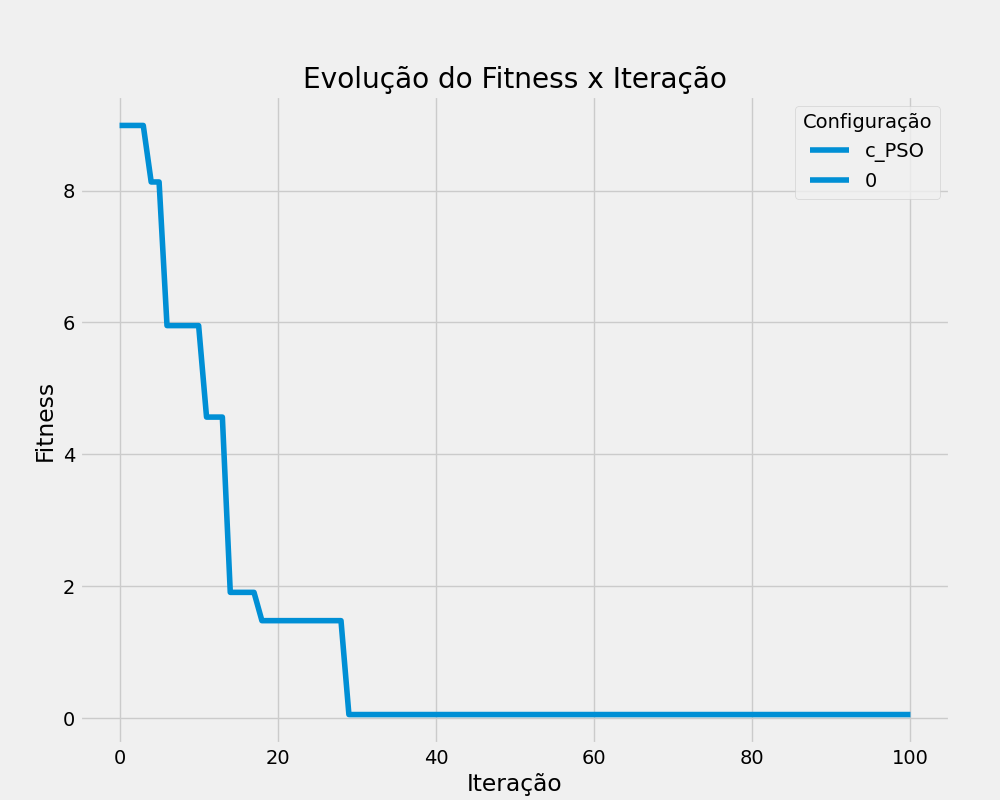 Evolução do Fitness x Iteração
Configuração
c_PSO
0
Fitness
8
6
4
2
0
0 20 40 60 80 100
Iteração